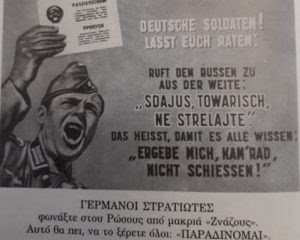 PASSIERSCHEIN
ПРОПУСК
DEUTSCHE SOLDATEN!
LASST EUCH RATEN:
RUFT DEN RUSSEN ZU
AUS DER WEITE:
„SDAJUS, TOWARISCH,
NE STRELAJTE"
DAS HEISST, DAMIT ES ALLE WISSEN:
„ERGEBE MICH, KAM'RAD,
NICHT SCHIESSEN!"
ΓΕΡΜΑΝΟΙ ΣΤΡΑΤΙΩΤΕΣ
φωνάξτε στου Ρώσους από μακριά «Ζνάζους».
Αυτό θα πει, να το ξέρετε όλοι: «ΠΑΡΑΔΙΝΟΜΑΙ».